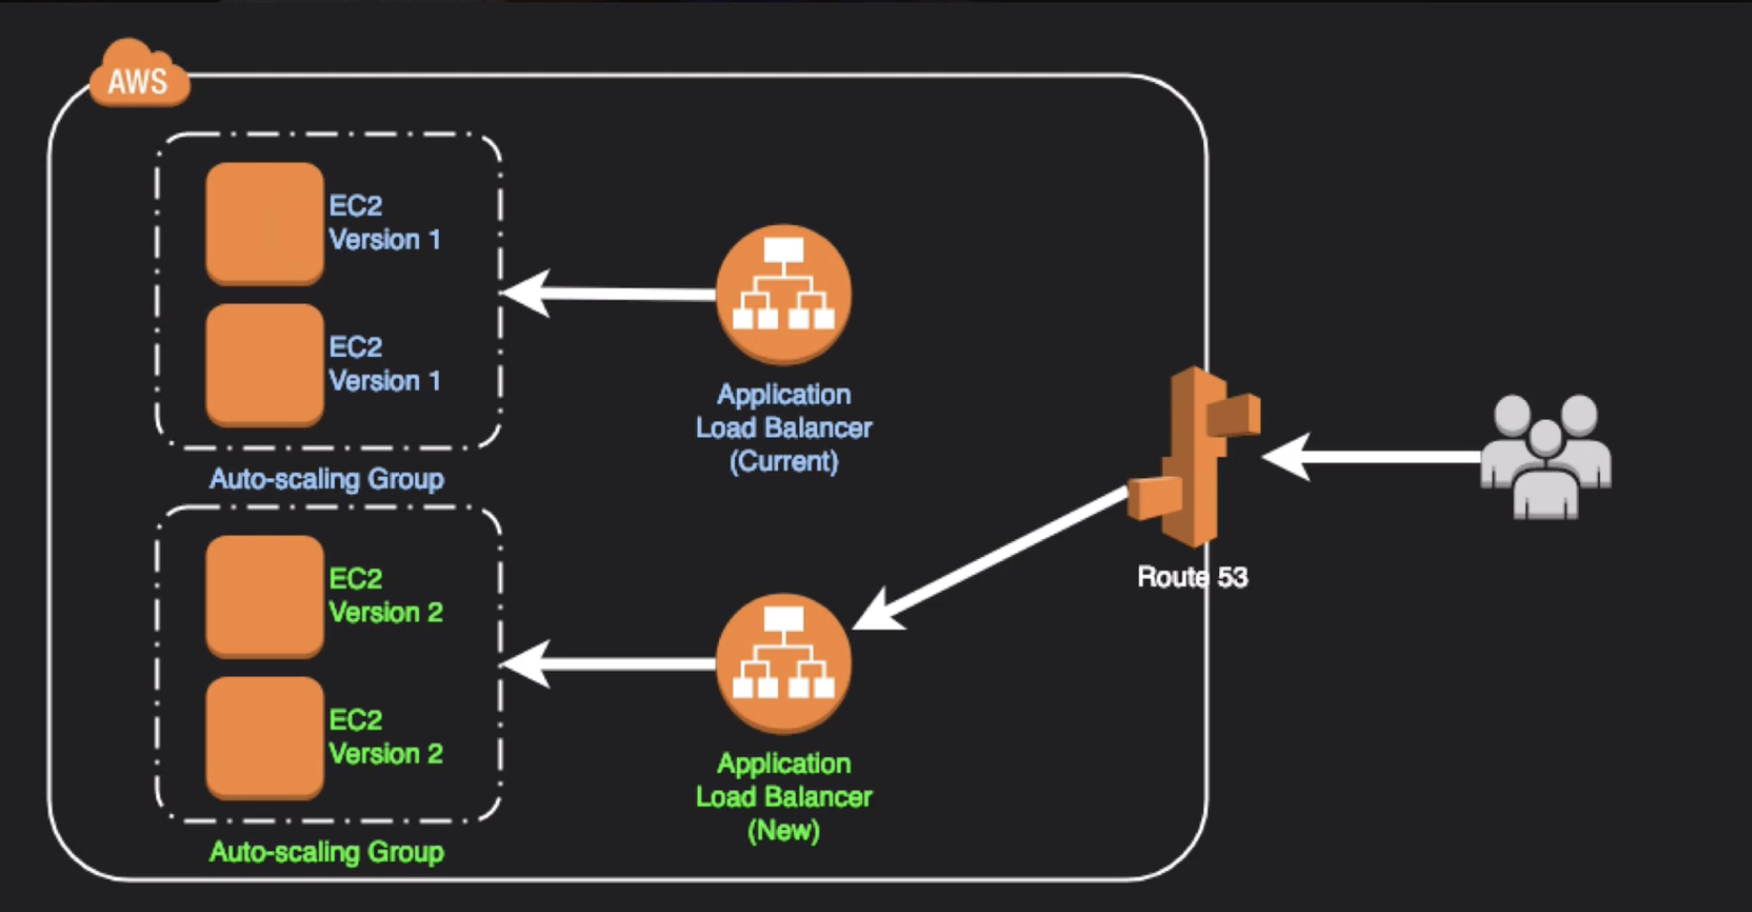 AWS
EC2
Version 1
EC2
Version 1
Auto-scaling Group
Application
Load Balancer
(Current)
EC2
Version 2
EC2
Version 2
Auto-scaling Group
Application
Load Balancer
(New)
Route 53